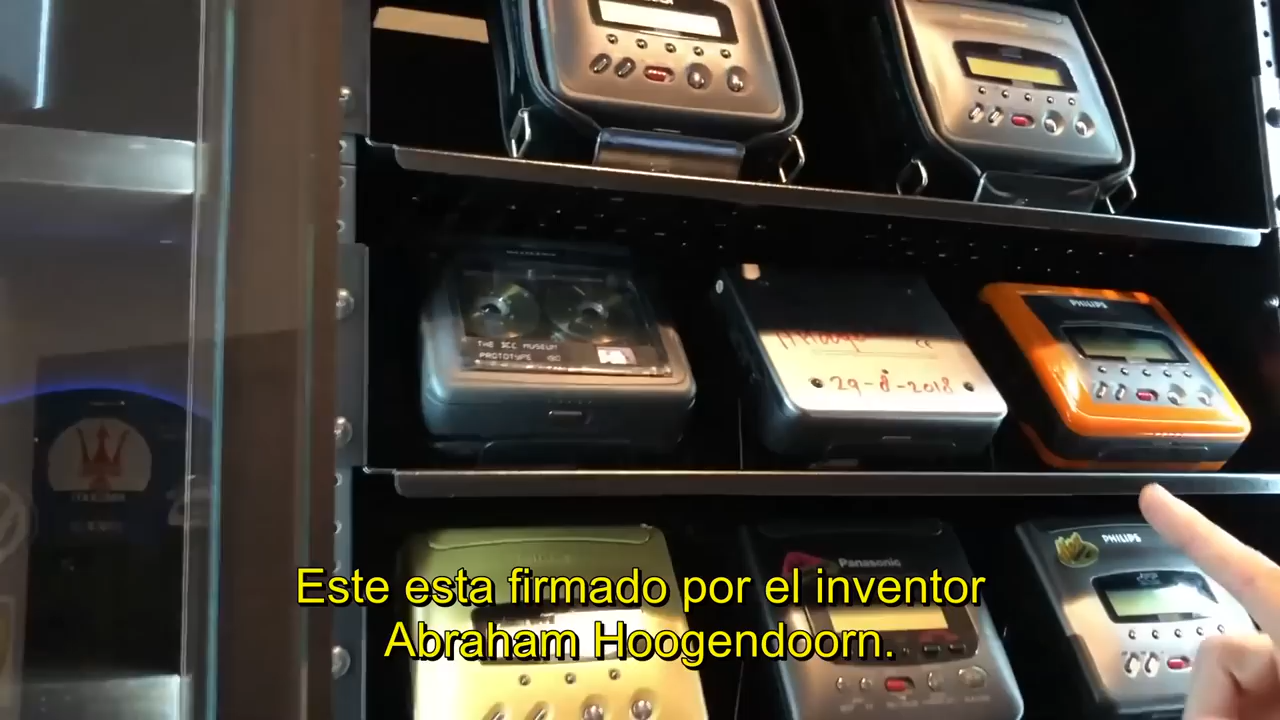 PHILIPS
THE DCC MUSEUM
PROTOTYPE
29-8-2018
Panasonic
PHILIPS
Este esta firmado por el inventor
Abraham Hoogendoorn.